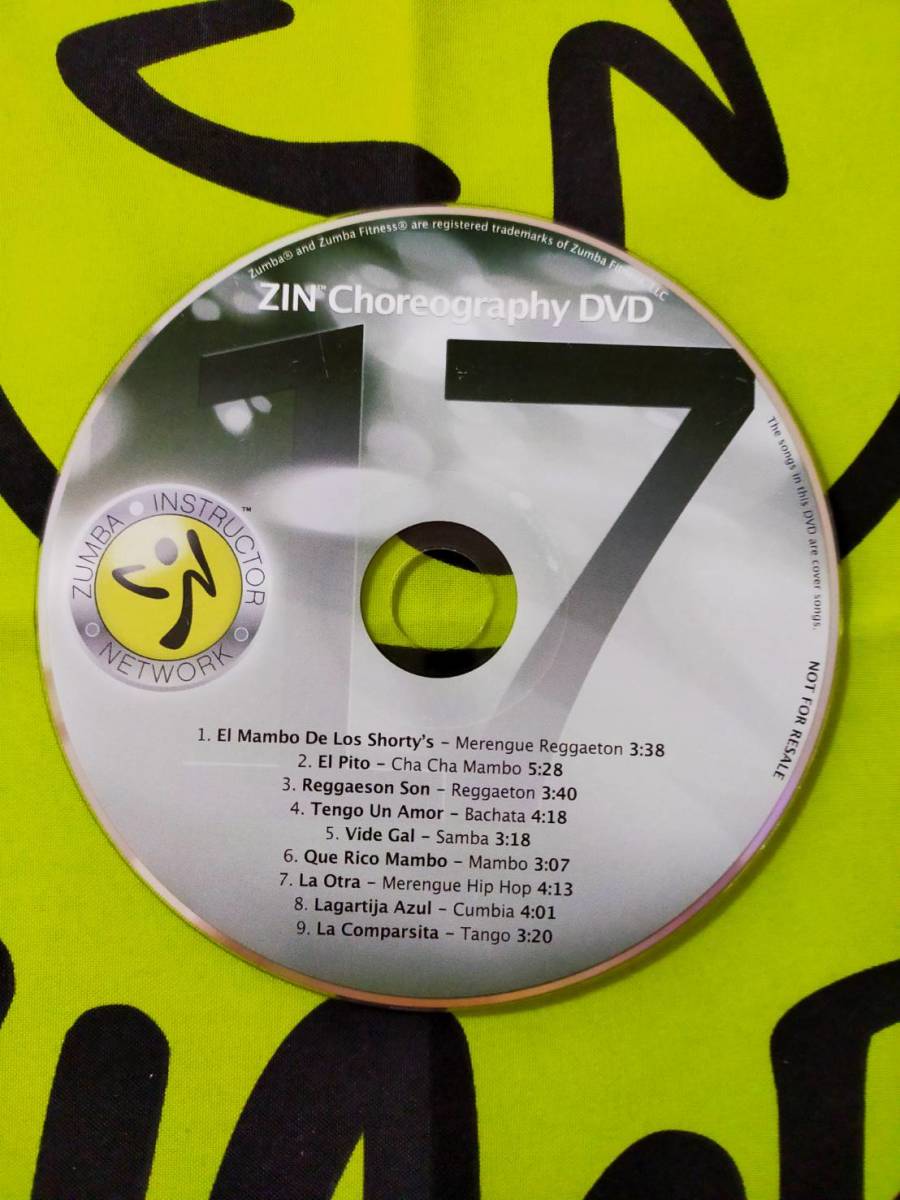 Zumba® and Zumba Fitness® are registered trademarks of Zumba Fitness, LLC
ZIN™ Choreography DVD
17
The songs in this DVD are cover songs.
NOT FOR RESALE
ZUMBA INSTRUCTOR NETWORK™
1. El Mambo De Los Shorty's – Merengue Reggaeton 3:38
2. El Pito – Cha Cha Mambo 5:28
3. Reggaeson Son – Reggaeton 3:40
4. Tengo Un Amor – Bachata 4:18
5. Vide Gal – Samba 3:18
6. Que Rico Mambo – Mambo 3:07
7. La Otra – Merengue Hip Hop 4:13
8. Lagartija Azul – Cumbia 4:01
9. La Comparsita – Tango 3:20